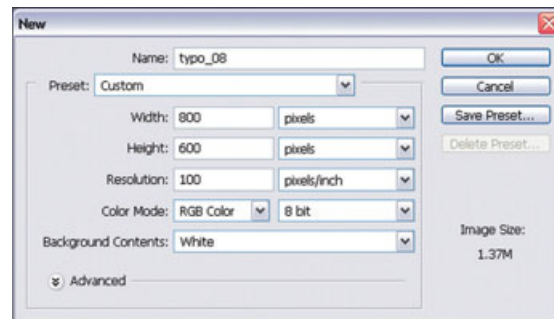 New
Name: typo_08
OK
Preset: Custom
Cancel
Width: 800 pixels
Save Preset...
Height: 600 pixels
Delete Preset...
Resolution: 100 pixels/inch
Color Mode: RGB Color 8 bit
Image Size:
Background Contents: White
1.37M
Advanced